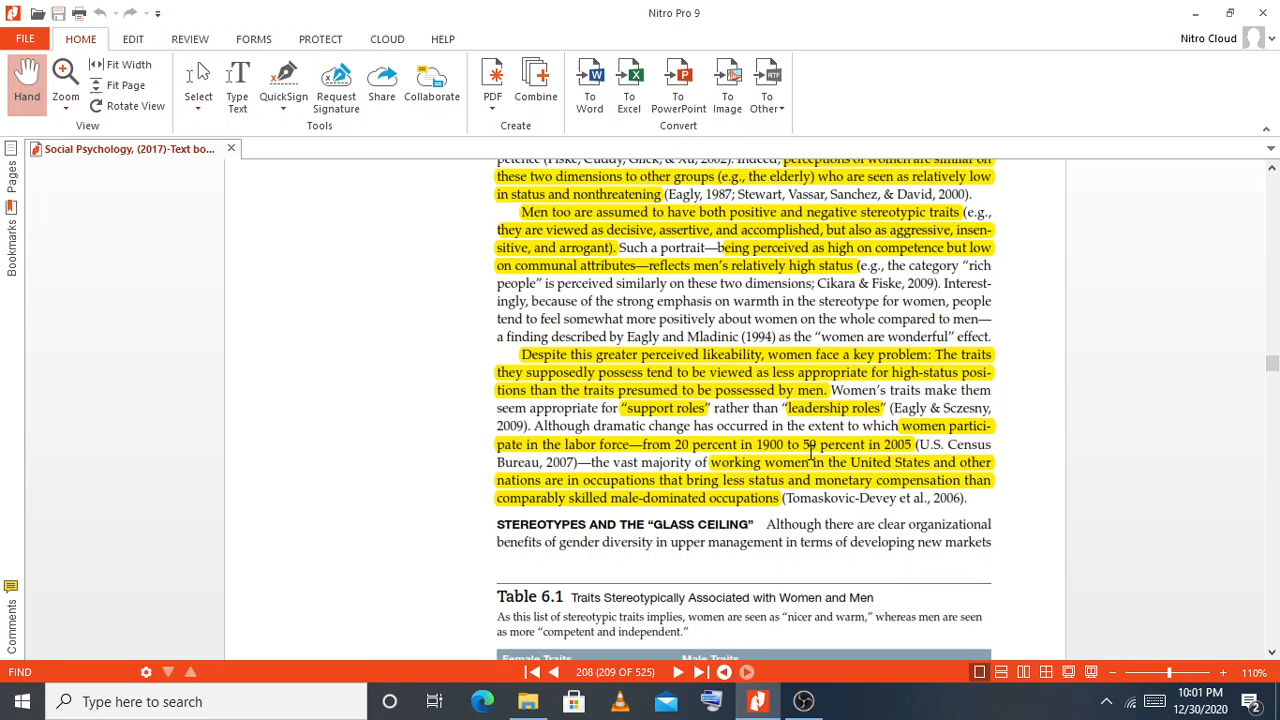 Nitro Pro 9
FILE
HOME
EDIT
REVIEW
FORMS
PROTECT
CLOUD
HELP
Nitro Cloud
Hand
Zoom
Fit Width
Fit Page
Rotate View
View
Select
Type Text
QuickSign
Request Signature
Share
Collaborate
Tools
PDF
Combine
Create
To Word
To Excel
To PowerPoint
To Image
To Other
Convert
Social Psychology, (2017)-Text bo...
Pages
Bookmarks
Comments
petence (Fiske, Cuddy, Glick, & Xu, 2002). Indeed, perceptions of women are similar on
these two dimensions to other groups (e.g., the elderly) who are seen as relatively low
in status and nonthreatening (Eagly, 1987; Stewart, Vassar, Sanchez, & David, 2000).
Men too are assumed to have both positive and negative stereotypic traits (e.g.,
they are viewed as decisive, assertive, and accomplished, but also as aggressive, insen-
sitive, and arrogant). Such a portrait—being perceived as high on competence but low
on communal attributes—reflects men's relatively high status (e.g., the category “rich
people” is perceived similarly on these two dimensions; Cikara & Fiske, 2009). Interest-
ingly, because of the strong emphasis on warmth in the stereotype for women, people
tend to feel somewhat more positively about women on the whole compared to men—
a finding described by Eagly and Mladinic (1994) as the “women are wonderful” effect.
Despite this greater perceived likeability, women face a key problem: The traits
they supposedly possess tend to be viewed as less appropriate for high-status posi-
tions than the traits presumed to be possessed by men. Women's traits make them
seem appropriate for “support roles” rather than “leadership roles” (Eagly & Sczesny,
2009). Although dramatic change has occurred in the extent to which women partici-
pate in the labor force—from 20 percent in 1900 to 59 percent in 2005 (U.S. Census
Bureau, 2007)—the vast majority of working women in the United States and other
nations are in occupations that bring less status and monetary compensation than
comparably skilled male-dominated occupations (Tomaskovic-Devey et al., 2006).
STEREOTYPES AND THE “GLASS CEILING” Although there are clear organizational
benefits of gender diversity in upper management in terms of developing new markets
Table 6.1 Traits Stereotypically Associated with Women and Men
As this list of stereotypic traits implies, women are seen as “nicer and warm,” whereas men are seen
as more “competent and independent.”
Female Traits Male Traits
FIND
208 (209 OF 525)
110%
Type here to search
10:01 PM
12/30/2020
2